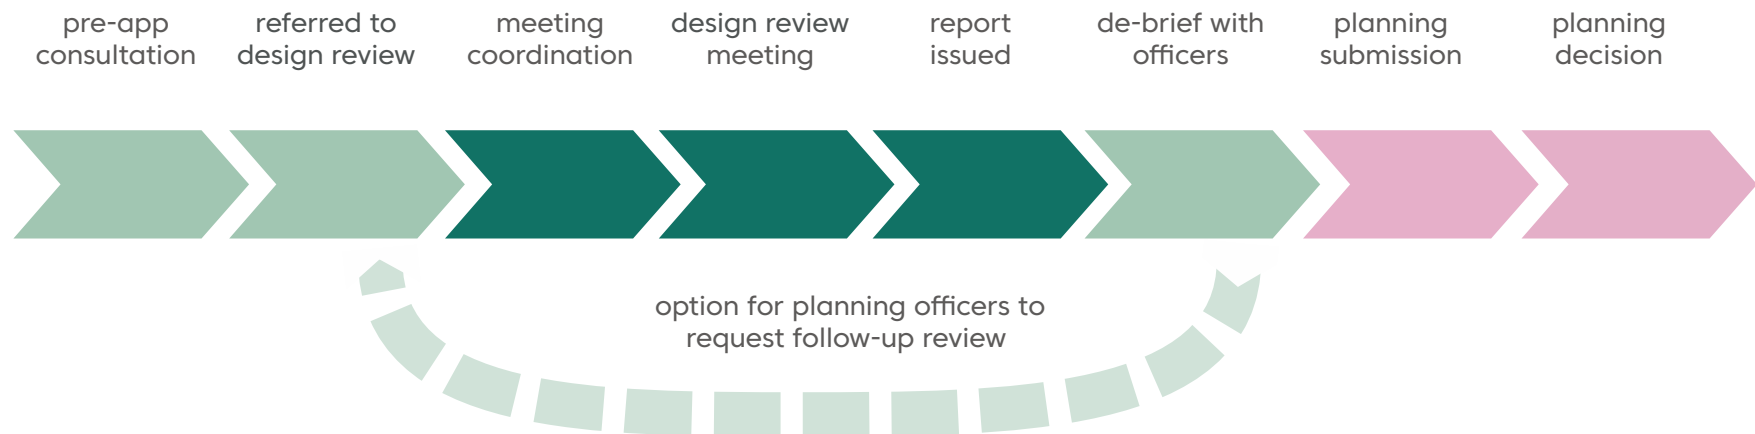 pre-app
consultation
referred to
design review
meeting
coordination
design review
meeting
report
issued
de-brief with
officers
planning
submission
planning
decision
option for planning officers to
request follow-up review